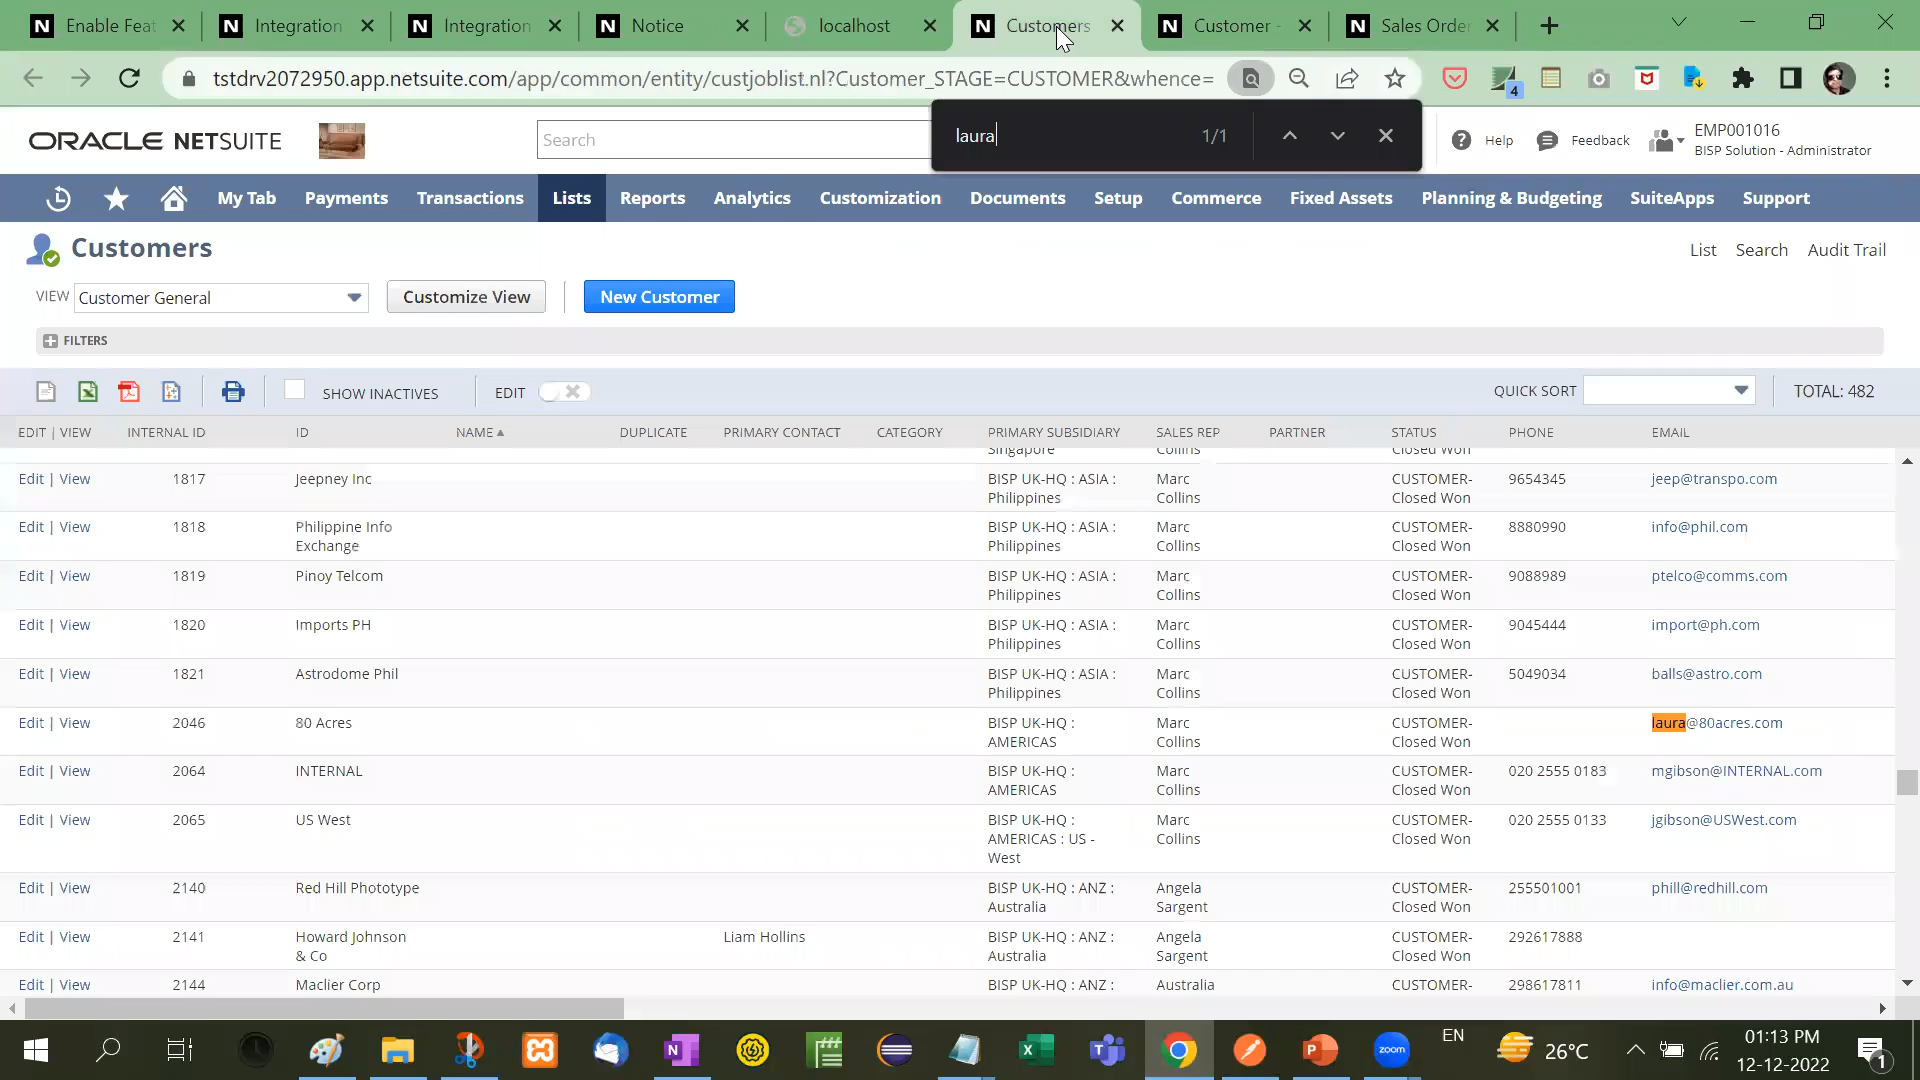 Enable Feat
Integration
Integration
Notice
localhost
Customers
Customer -
Sales Order
tstdrv2072950.app.netsuite.com/app/common/entity/custjoblist.nl?Customer_STAGE=CUSTOMER&whence=
4
ORACLE NETSUITE
Search
laura 1/1
Help
Feedback
EMP001016
BISP Solution - Administrator
My Tab Payments Transactions Lists Reports Analytics Customization Documents Setup Commerce Fixed Assets Planning & Budgeting SuiteApps Support
Customers
List Search Audit Trail
VIEW Customer General Customize View New Customer
FILTERS
SHOW INACTIVES EDIT QUICK SORT TOTAL: 482
EDIT | VIEW INTERNAL ID ID NAME DUPLICATE PRIMARY CONTACT CATEGORY PRIMARY SUBSIDIARY SALES REP PARTNER STATUS PHONE EMAIL
Singapore Collins Closed Won
Edit | View 1817 Jeepney Inc BISP UK-HQ : ASIA : Marc CUSTOMER- 9654345 jeep@transpo.com
Philippines Collins Closed Won
Edit | View 1818 Philippine Info BISP UK-HQ : ASIA : Marc CUSTOMER- 8880990 info@phil.com
Exchange Philippines Collins Closed Won
Edit | View 1819 Pinoy Telcom BISP UK-HQ : ASIA : Marc CUSTOMER- 9088989 ptelco@comms.com
Philippines Collins Closed Won
Edit | View 1820 Imports PH BISP UK-HQ : ASIA : Marc CUSTOMER- 9045444 import@ph.com
Philippines Collins Closed Won
Edit | View 1821 Astrodome Phil BISP UK-HQ : ASIA : Marc CUSTOMER- 5049034 balls@astro.com
Philippines Collins Closed Won
Edit | View 2046 80 Acres BISP UK-HQ : Marc CUSTOMER- laura@80acres.com
AMERICAS Collins Closed Won
Edit | View 2064 INTERNAL BISP UK-HQ : Marc CUSTOMER- 020 2555 0183 mgibson@INTERNAL.com
AMERICAS Collins Closed Won
Edit | View 2065 US West BISP UK-HQ : Marc CUSTOMER- 020 2555 0133 jgibson@USWest.com
AMERICAS : US - Collins Closed Won
West
Edit | View 2140 Red Hill Phototype BISP UK-HQ : ANZ : Angela CUSTOMER- 255501001 phill@redhill.com
Australia Sargent Closed Won
Edit | View 2141 Howard Johnson Liam Hollins BISP UK-HQ : ANZ : Angela CUSTOMER- 292617888
& Co Australia Sargent Closed Won
Edit | View 2144 Maclier Corp BISP UK-HQ : ANZ : Australia CUSTOMER- 298617811 info@maclier.com.au
zoom
EN
26°C
01:13 PM
12-12-2022
1